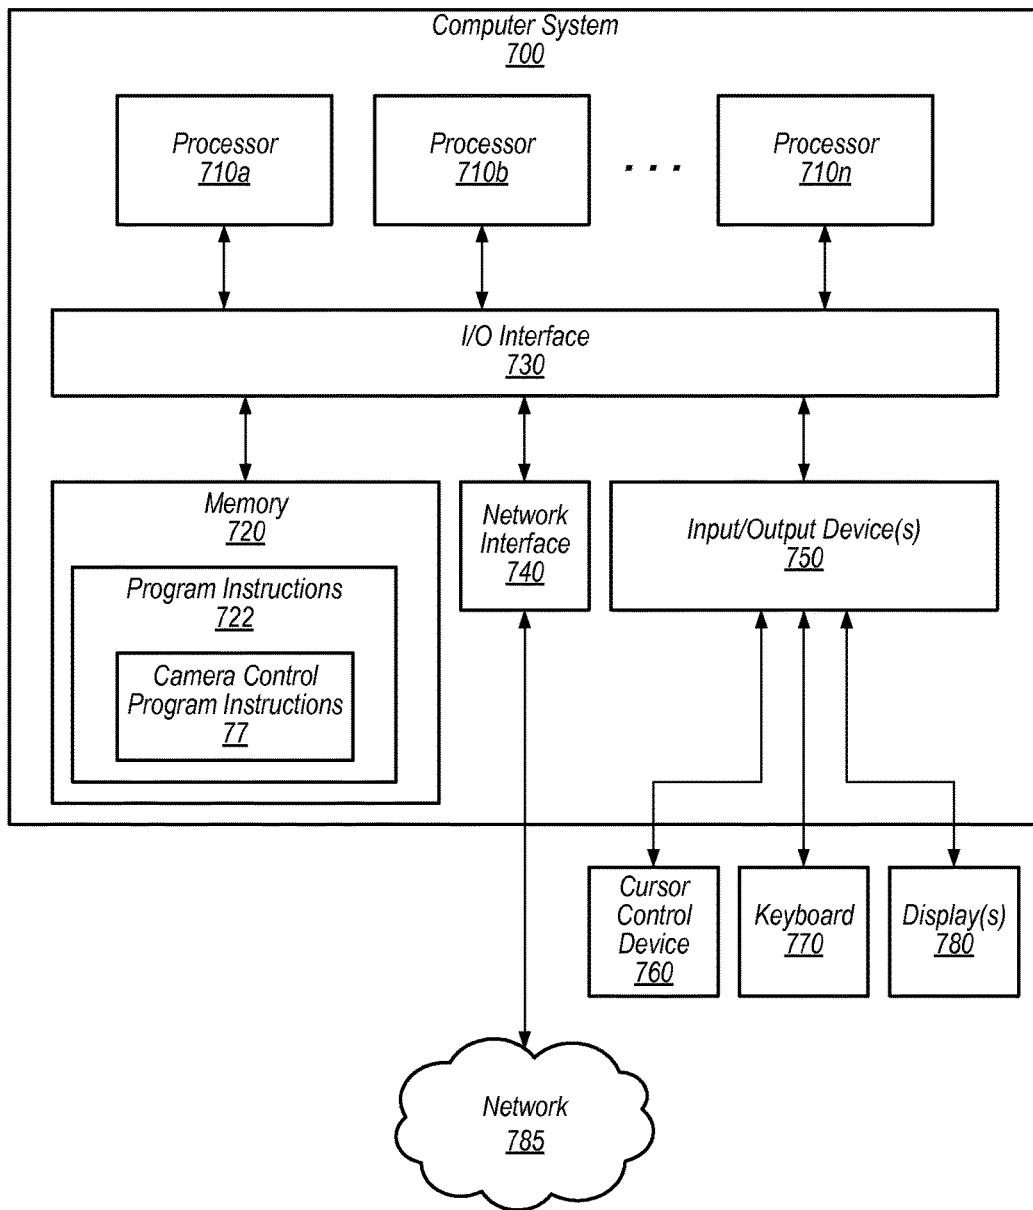 Computer System
700
Processor
710a
Processor
710b
. . .
Processor
710n
I/O Interface
730
Memory
720
Program Instructions
722
Camera Control
Program Instructions
77
Network
Interface
740
Input/Output Device(s)
750
Cursor
Control
Device
760
Keyboard
770
Display(s)
780
Network
785